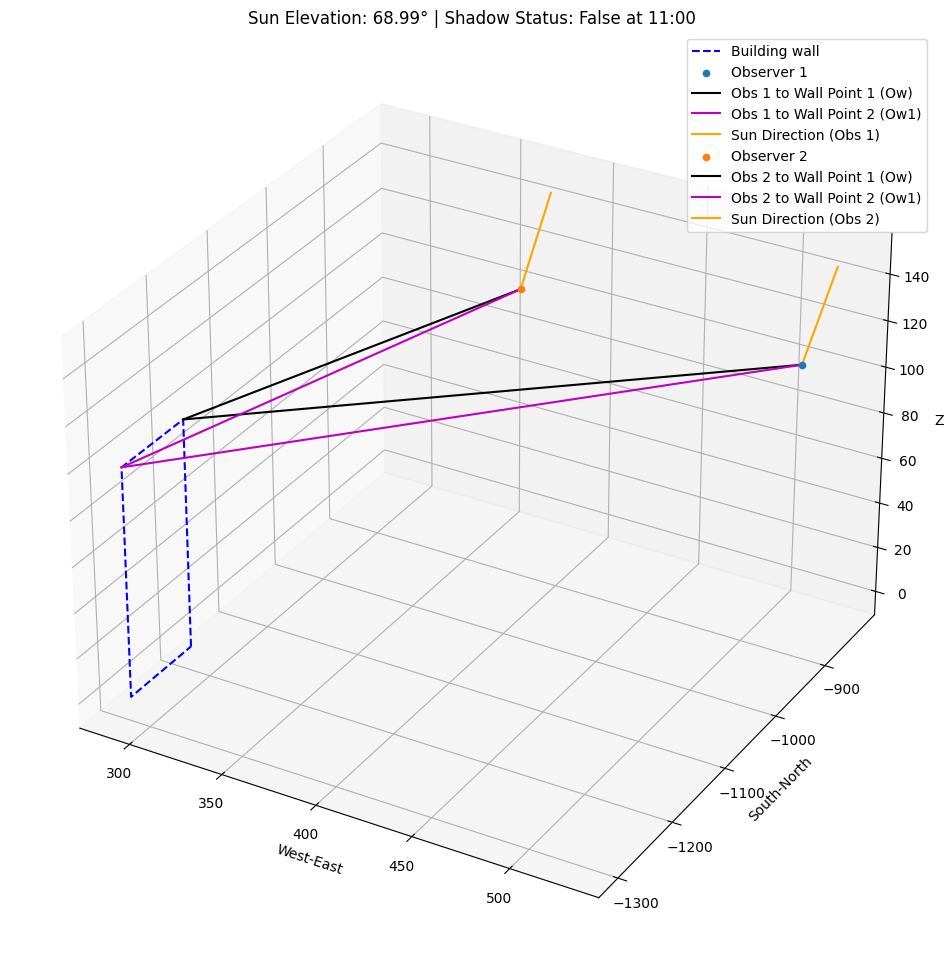 Sun Elevation: 68.99° | Shadow Status: False at 11:00
Building wall
Observer 1
Obs 1 to Wall Point 1 (Ow)
Obs 1 to Wall Point 2 (Ow1)
Sun Direction (Obs 1)
Observer 2
Obs 2 to Wall Point 1 (Ow)
Obs 2 to Wall Point 2 (Ow1)
Sun Direction (Obs 2)
140
120
100
80
60
40
20
0
Z
−900
−1000
−1100
−1200
−1300
South-North
300
350
400
450
500
West-East